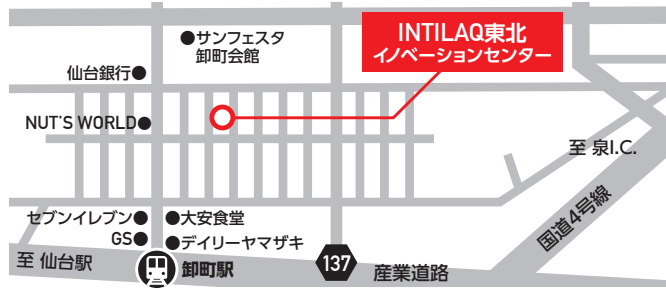 ●サンフェスタ
卸町会館
INTILAQ東北
イノベーションセンター
仙台銀行●
NUT'S WORLD●
至 泉I.C.
セブンイレブン●
●大安食堂
GS●
●デイリーヤマザキ
国道4号線
至 仙台駅
卸町駅
137
産業道路